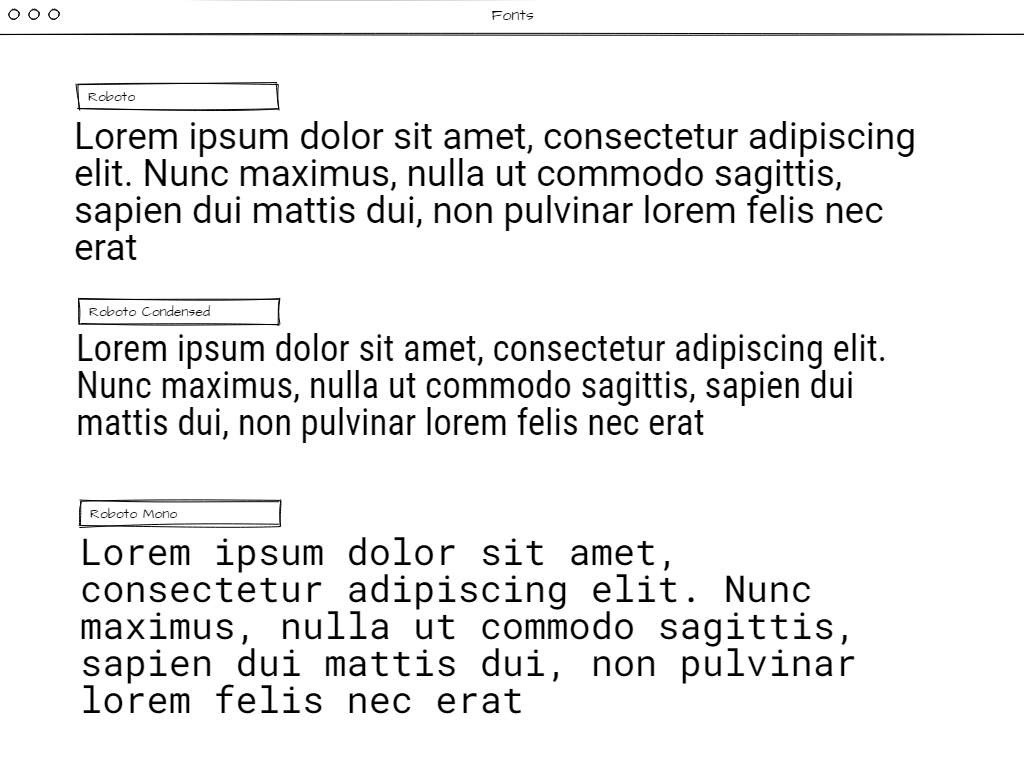 Fonts
Roboto
Lorem ipsum dolor sit amet, consectetur adipiscing
elit. Nunc maximus, nulla ut commodo sagittis,
sapien dui mattis dui, non pulvinar lorem felis nec
erat
Roboto Condensed
Lorem ipsum dolor sit amet, consectetur adipiscing elit.
Nunc maximus, nulla ut commodo sagittis, sapien dui
mattis dui, non pulvinar lorem felis nec erat
Roboto Mono
Lorem ipsum dolor sit amet,
consectetur adipiscing elit. Nunc
maximus, nulla ut commodo sagittis,
sapien dui mattis dui, non pulvinar
lorem felis nec erat